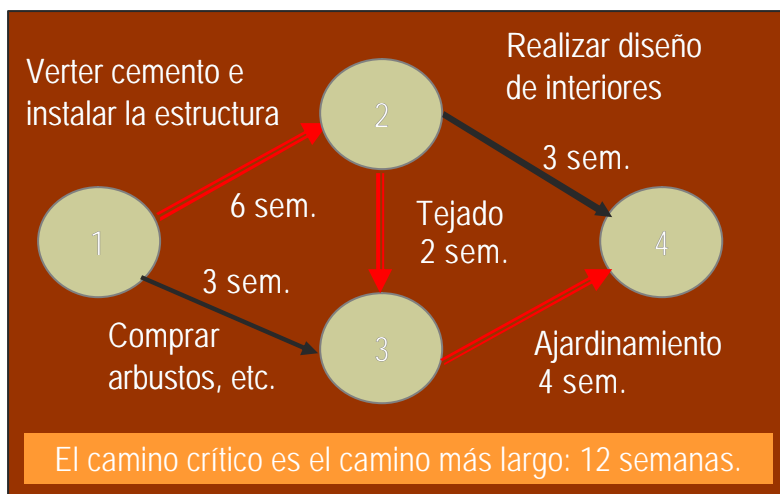 Verter cemento e
instalar la estructura
Realizar diseño
de interiores
2
3 sem.
6 sem.
Tejado
2 sem.
1
4
3 sem.
Comprar
arbustos, etc.
3
Ajardinamiento
4 sem.
El camino crítico es el camino más largo: 12 semanas.